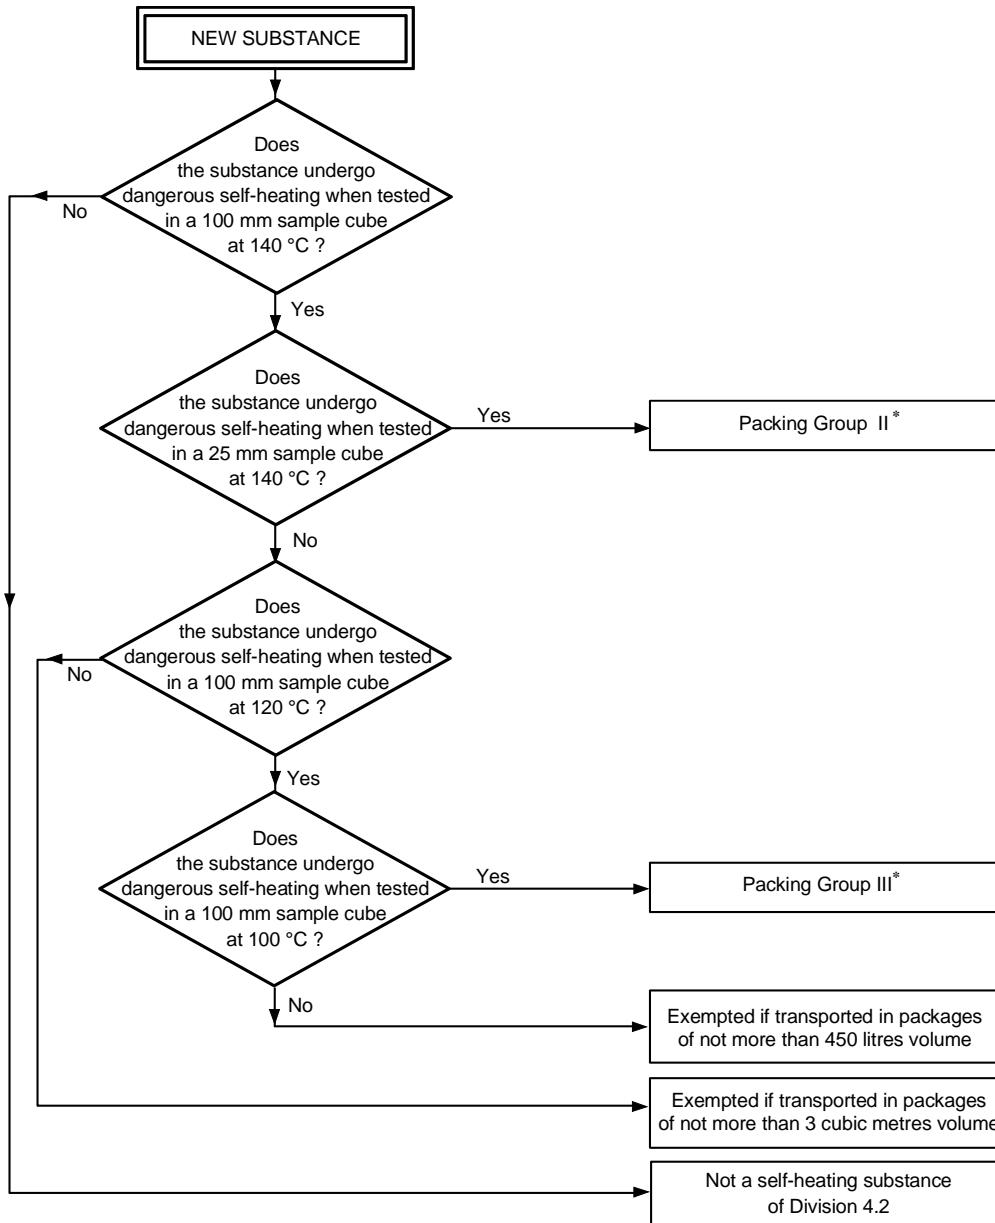 NEW SUBSTANCE
Does
the substance undergo
dangerous self-heating when tested
in a 100 mm sample cube
at 140 °C ?
No
Yes
Does
the substance undergo
dangerous self-heating when tested
in a 25 mm sample cube
at 140 °C ?
Yes
Packing Group II*
No
Does
the substance undergo
dangerous self-heating when tested
in a 100 mm sample cube
at 120 °C ?
No
Yes
Does
the substance undergo
dangerous self-heating when tested
in a 100 mm sample cube
at 100 °C ?
Yes
Packing Group III*
No
Exempted if transported in packages
of not more than 450 litres volume
Exempted if transported in packages
of not more than 3 cubic metres volume
Not a self-heating substance
of Division 4.2